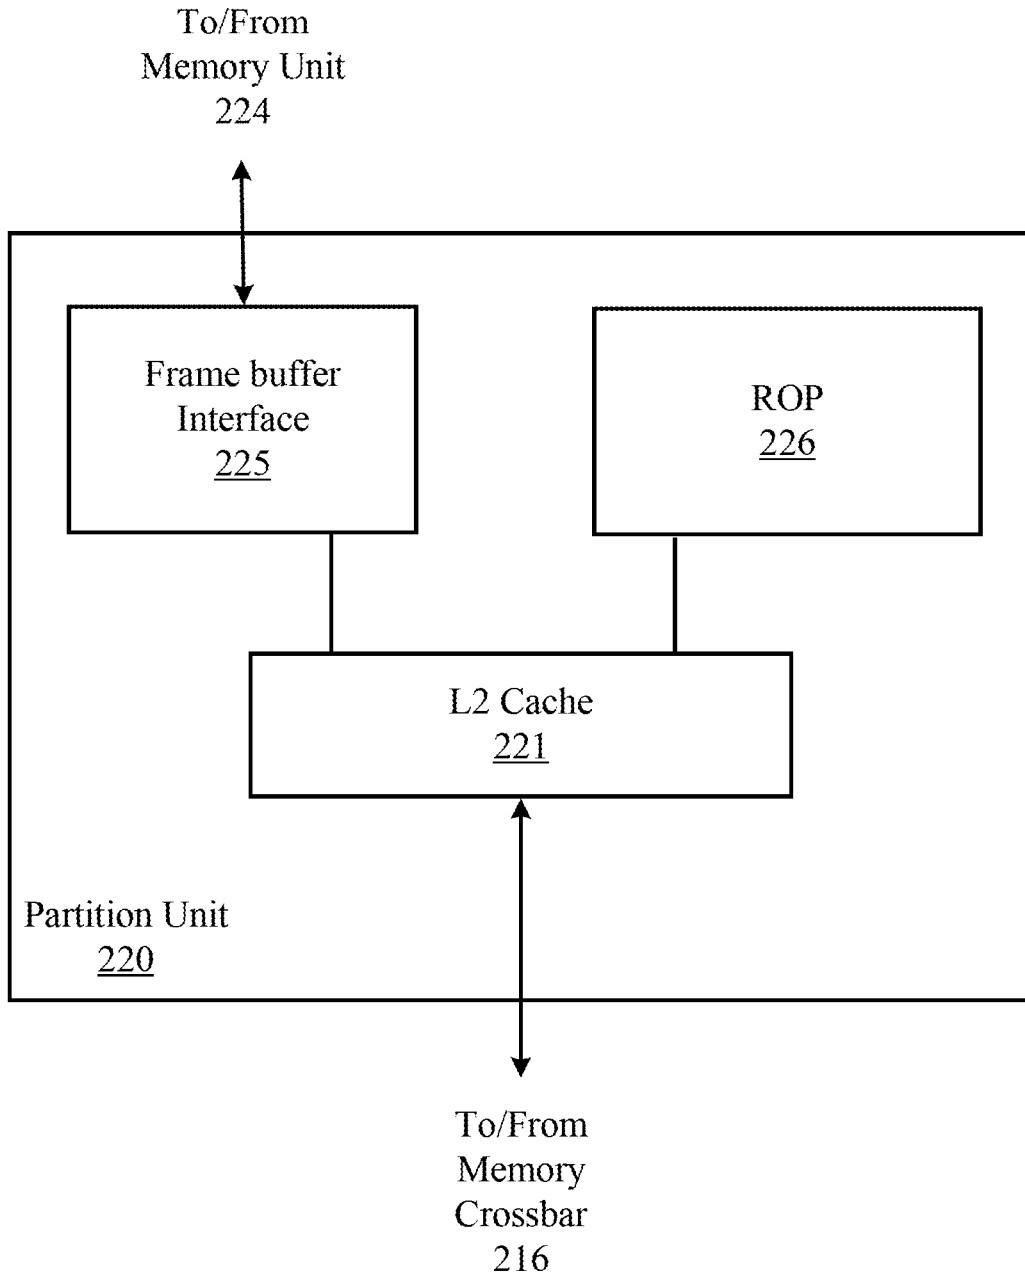 To/From
Memory Unit
224
Frame buffer
Interface
225
ROP
226
L2 Cache
221
Partition Unit
220
To/From
Memory
Crossbar
216